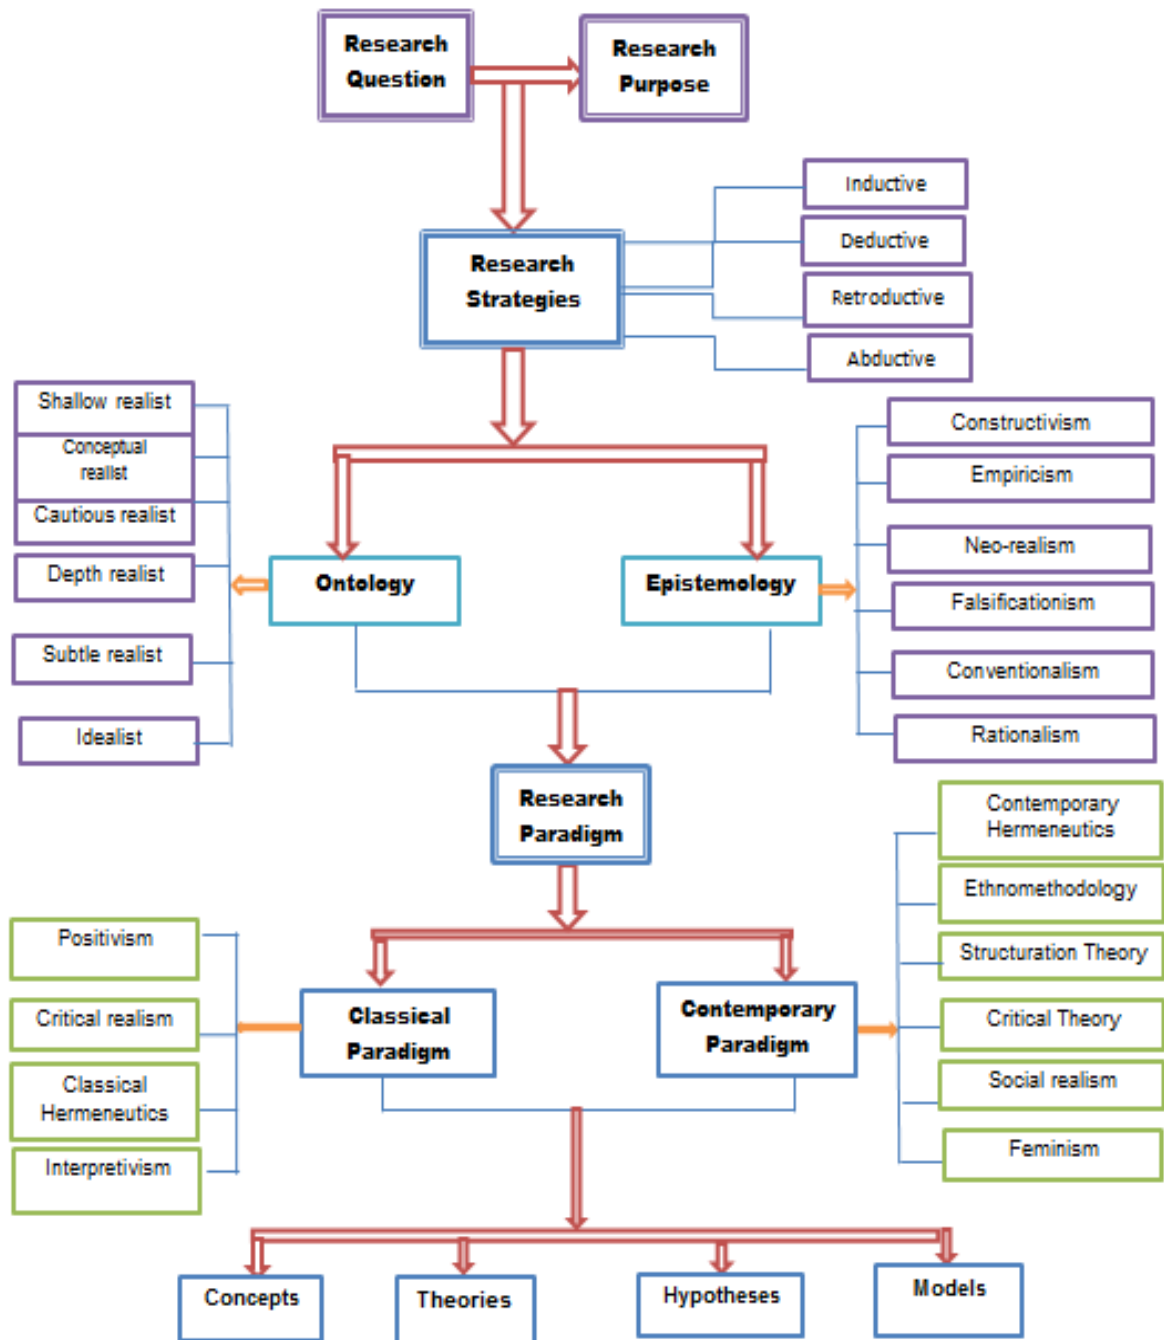 Research
Question
Research
Purpose
Inductive
Deductive
Research
Strategies
Retroductive
Abductive
Shallow realist
Conceptual
realist
Cautious realist
Depth realist
Subtle realist
Idealist
Ontology
Epistemology
Constructivism
Empiricism
Neo-realism
Falsificationism
Conventionalism
Rationalism
Research
Paradigm
Contemporary
Hermeneutics
Ethnomethodology
Structuration Theory
Critical Theory
Social realism
Feminism
Positivism
Critical realism
Classical
Hermeneutics
Interpretivism
Classical
Paradigm
Contemporary
Paradigm
Concepts
Theories
Hypotheses
Models